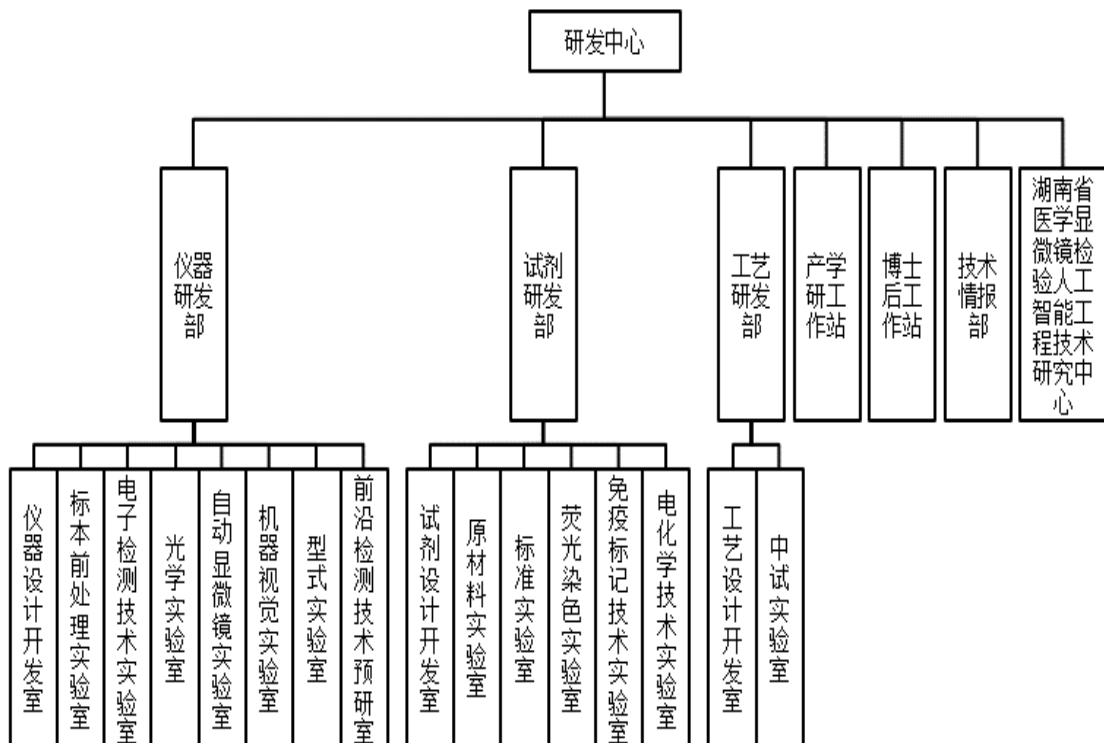 研发中心
仪器
研发
部
试剂
研发
部
工艺
研发
部
产学
研工
作站
博士
后工
作站
技术
情报
部
湖南省
医学显
微镜检
验人工
智能工
程技术
研究中
心
仪器设计开发室
标本前处理实验室
电子检测技术实验室
光学实验室
自动显微镜实验室
机器视觉实验室
型式实验室
前沿检测技术预研室
试剂设计开发室
原材料实验室
标准实验室
荧光染色实验室
免疫标记技术实验室
电化学技术实验室
工艺设计开发室
中试实验室